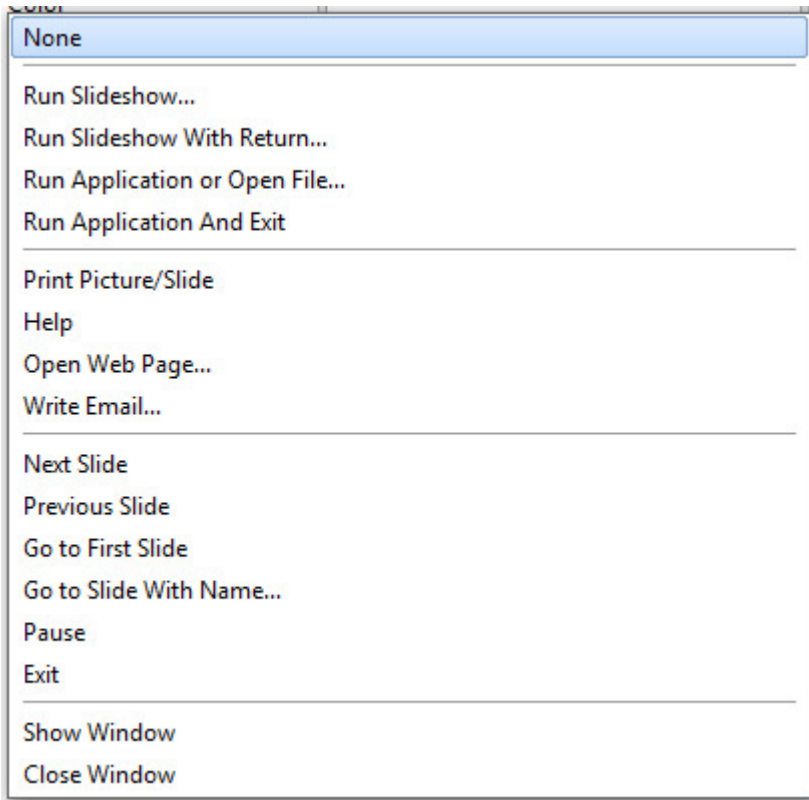 Color
None
Run Slideshow...
Run Slideshow With Return...
Run Application or Open File...
Run Application And Exit
Print Picture/Slide
Help
Open Web Page...
Write Email...
Next Slide
Previous Slide
Go to First Slide
Go to Slide With Name...
Pause
Exit
Show Window
Close Window